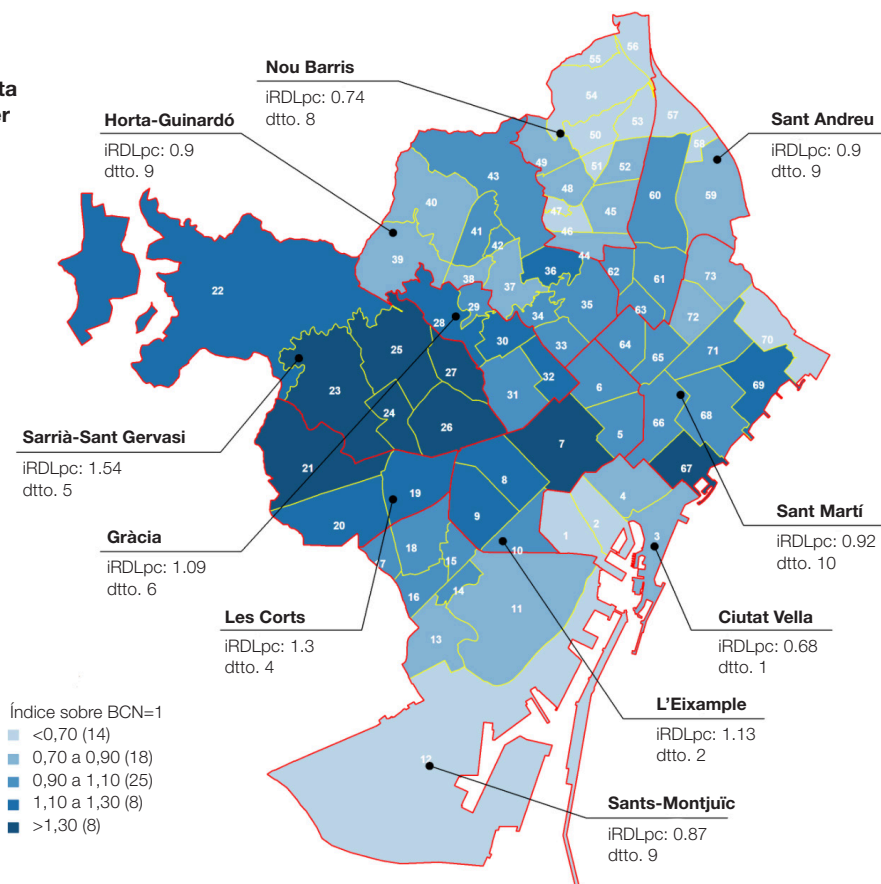 ta
er
Nou Barris
iRDLpc: 0.74
dtto. 8
Horta-Guinardó
iRDLpc: 0.9
dtto. 9
Sant Andreu
iRDLpc: 0.9
dtto. 9
Sarrià-Sant Gervasi
iRDLpc: 1.54
dtto. 5
Gràcia
iRDLpc: 1.09
dtto. 6
Les Corts
iRDLpc: 1.3
dtto. 4
Sant Martí
iRDLpc: 0.92
dtto. 10
Ciutat Vella
iRDLpc: 0.68
dtto. 1
L'Eixample
iRDLpc: 1.13
dtto. 2
Sants-Montjuïc
iRDLpc: 0.87
dtto. 9
Índice sobre BCN=1
<0,70 (14)
0,70 a 0,90 (18)
0,90 a 1,10 (25)
1,10 a 1,30 (8)
>1,30 (8)
56
55
54
57
53
50
58
49
51
52
43
48
59
40
47
45
60
46
41
42
39
44
36
62
61
73
38
37
22
29
35
63
72
28
34
70
25
30
33
64
65
71
27
32
69
23
31
6
24
26
66
68
7
5
67
21
19
8
4
20
9
1
2
3
10
18
15
17
14
16
11
13
12